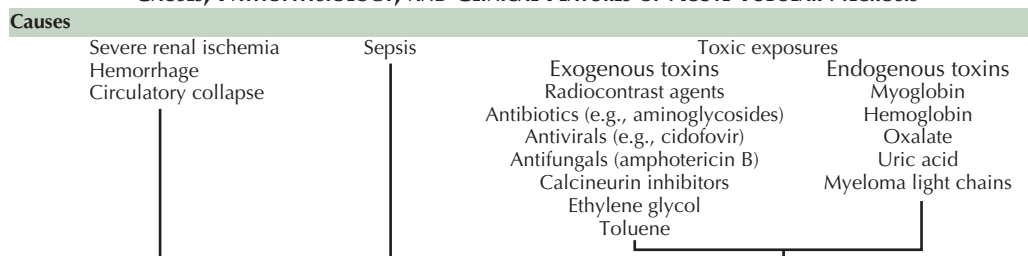 CAUSES, PATHOPHYSIOLOGY, AND CLINICAL FEATURES OF ACUTE TUBULAR NECROSIS
Causes
Severe renal ischemia
Hemorrhage
Circulatory collapse
Sepsis
Toxic exposures
Exogenous toxins
Radiocontrast agents
Antibiotics (e.g., aminoglycosides)
Antivirals (e.g., cidofovir)
Antifungals (amphotericin B)
Calcineurin inhibitors
Ethylene glycol
Toluene
Endogenous toxins
Myoglobin
Hemoglobin
Oxalate
Uric acid
Myeloma light chains